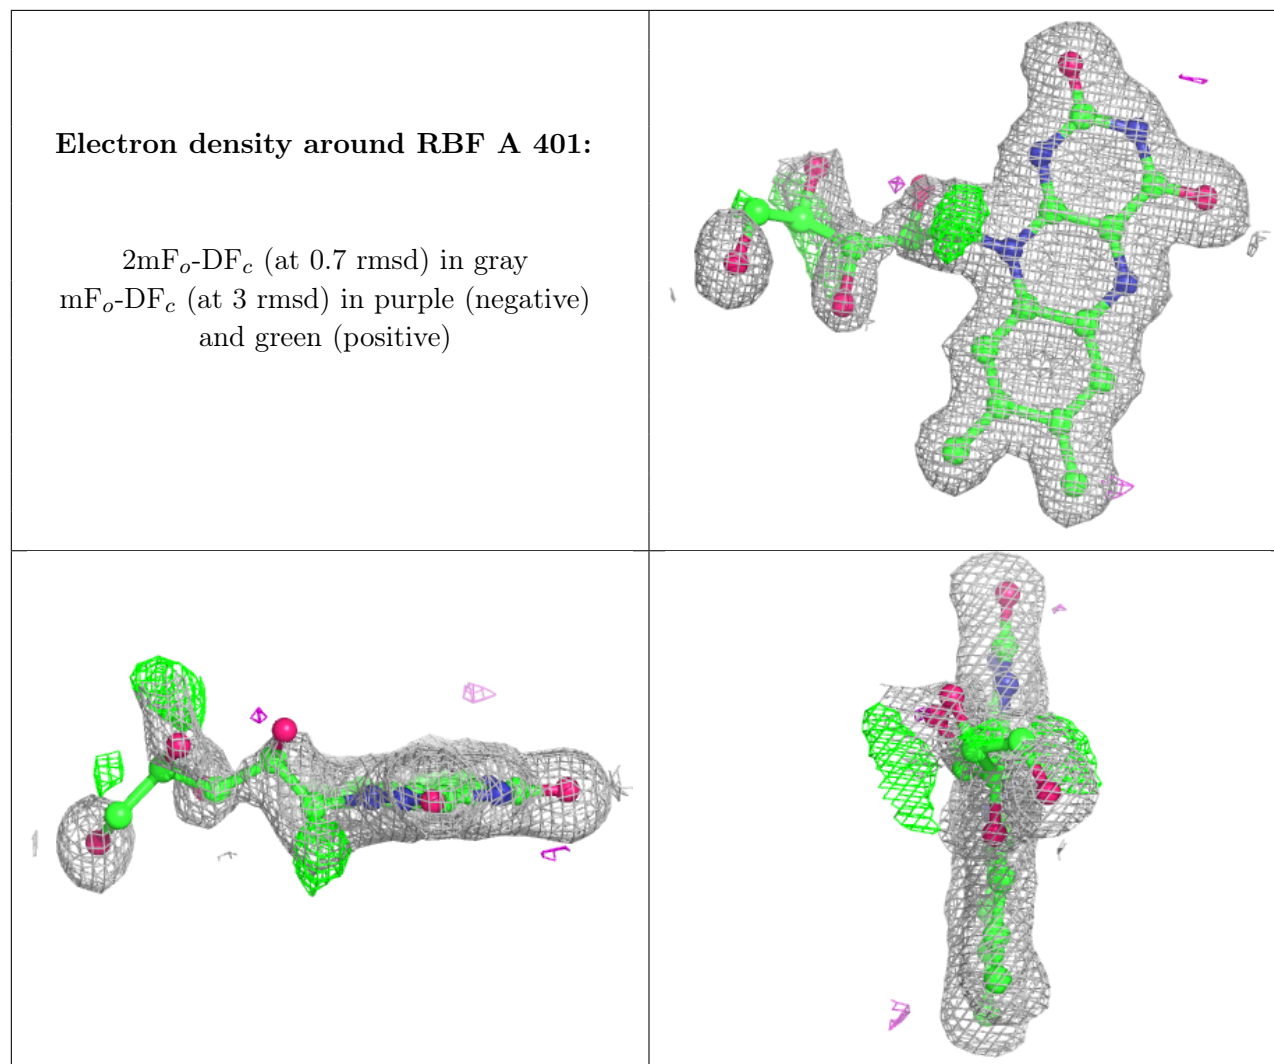 Electron density around RBF A 401:
2mFo-DFc (at 0.7 rmsd) in gray
mFo-DFc (at 3 rmsd) in purple (negative)
and green (positive)